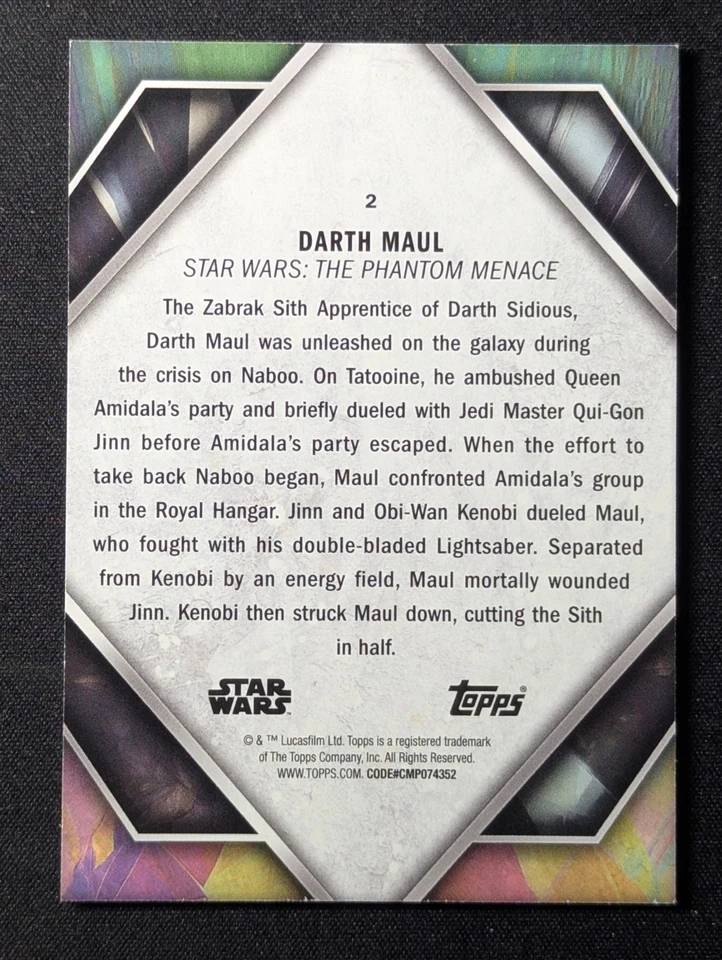 2
DARTH MAUL
STAR WARS: THE PHANTOM MENACE
The Zabrak Sith Apprentice of Darth Sidious,
Darth Maul was unleashed on the galaxy during
the crisis on Naboo. On Tatooine, he ambushed Queen
Amidala's party and briefly dueled with Jedi Master Qui-Gon
Jinn before Amidala's party escaped. When the effort to
take back Naboo began, Maul confronted Amidala's group
in the Royal Hangar. Jinn and Obi-Wan Kenobi dueled Maul,
who fought with his double-bladed Lightsaber. Separated
from Kenobi by an energy field, Maul mortally wounded
Jinn. Kenobi then struck Maul down, cutting the Sith
in half.
STAR WARS™ topps®
© & ™ Lucasfilm Ltd. Topps is a registered trademark
of The Topps Company, Inc. All Rights Reserved.
WWW.TOPPS.COM. CODE#CMP074352